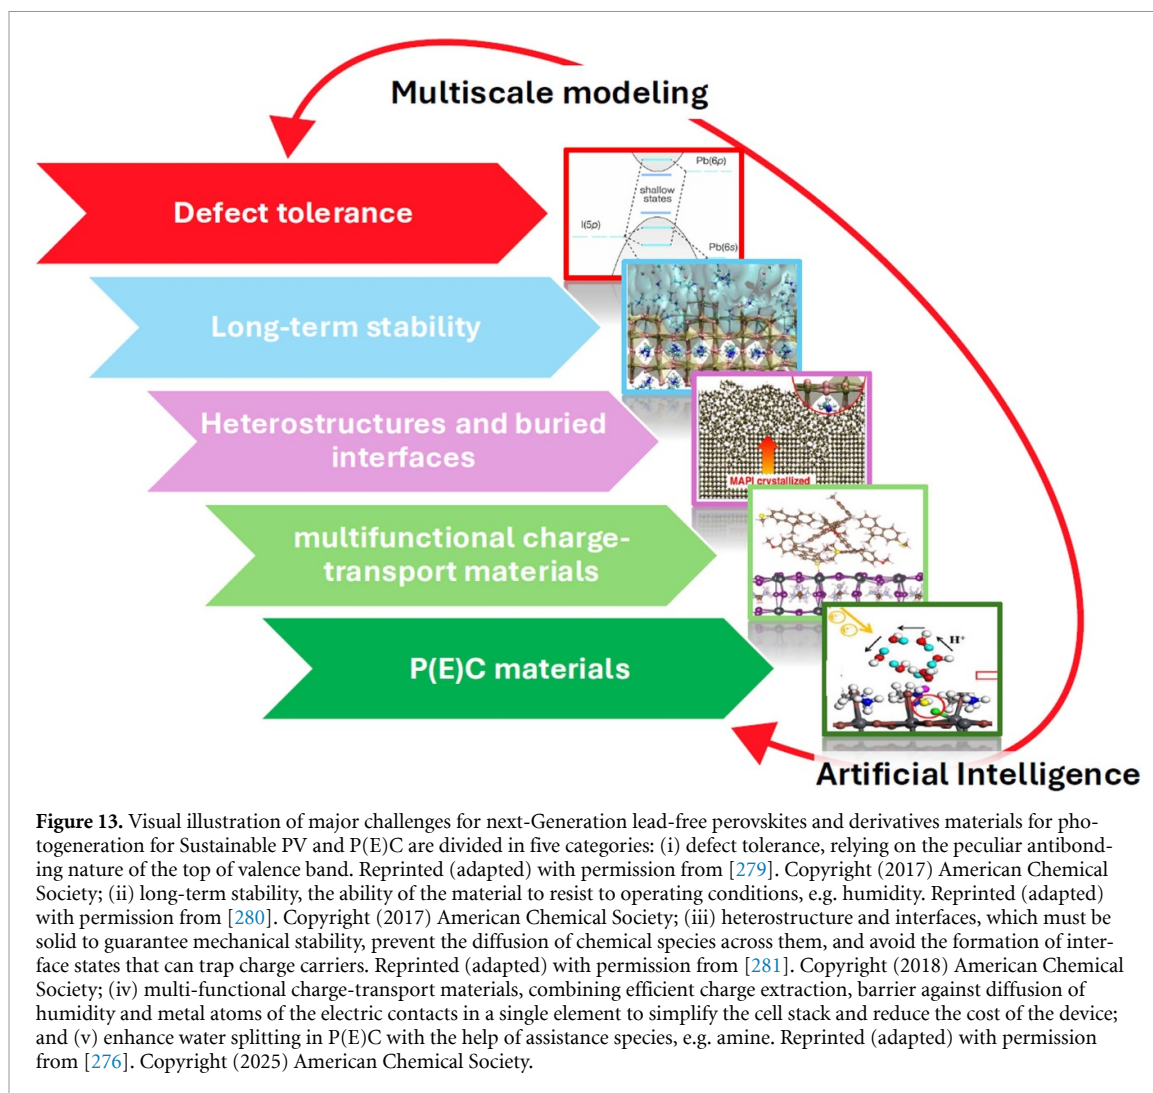 Multiscale modeling
Defect tolerance
Pb(6p)
shallow
states
I(5p)
Pb(6s)
Long-term stability
Heterostructures and buried
interfaces
MAPI crystallized
multifunctional charge-
transport materials
P(E)C materials
H+
Artificial Intelligence
Figure 13. Visual illustration of major challenges for next-Generation lead-free perovskites and derivatives materials for pho-
togeneration for Sustainable PV and P(E)C are divided in five categories: (i) defect tolerance, relying on the peculiar antibond-
ing nature of the top of valence band. Reprinted (adapted) with permission from [279]. Copyright (2017) American Chemical
Society; (ii) long-term stability, the ability of the material to resist to operating conditions, e.g. humidity. Reprinted (adapted)
with permission from [280]. Copyright (2017) American Chemical Society; (iii) heterostructure and interfaces, which must be
solid to guarantee mechanical stability, prevent the diffusion of chemical species across them, and avoid the formation of inter-
face states that can trap charge carriers. Reprinted (adapted) with permission from [281]. Copyright (2018) American Chemical
Society; (iv) multi-functional charge-transport materials, combining efficient charge extraction, barrier against diffusion of
humidity and metal atoms of the electric contacts in a single element to simplify the cell stack and reduce the cost of the device;
and (v) enhance water splitting in P(E)C with the help of assistance species, e.g. amine. Reprinted (adapted) with permission
from [276]. Copyright (2025) American Chemical Society.